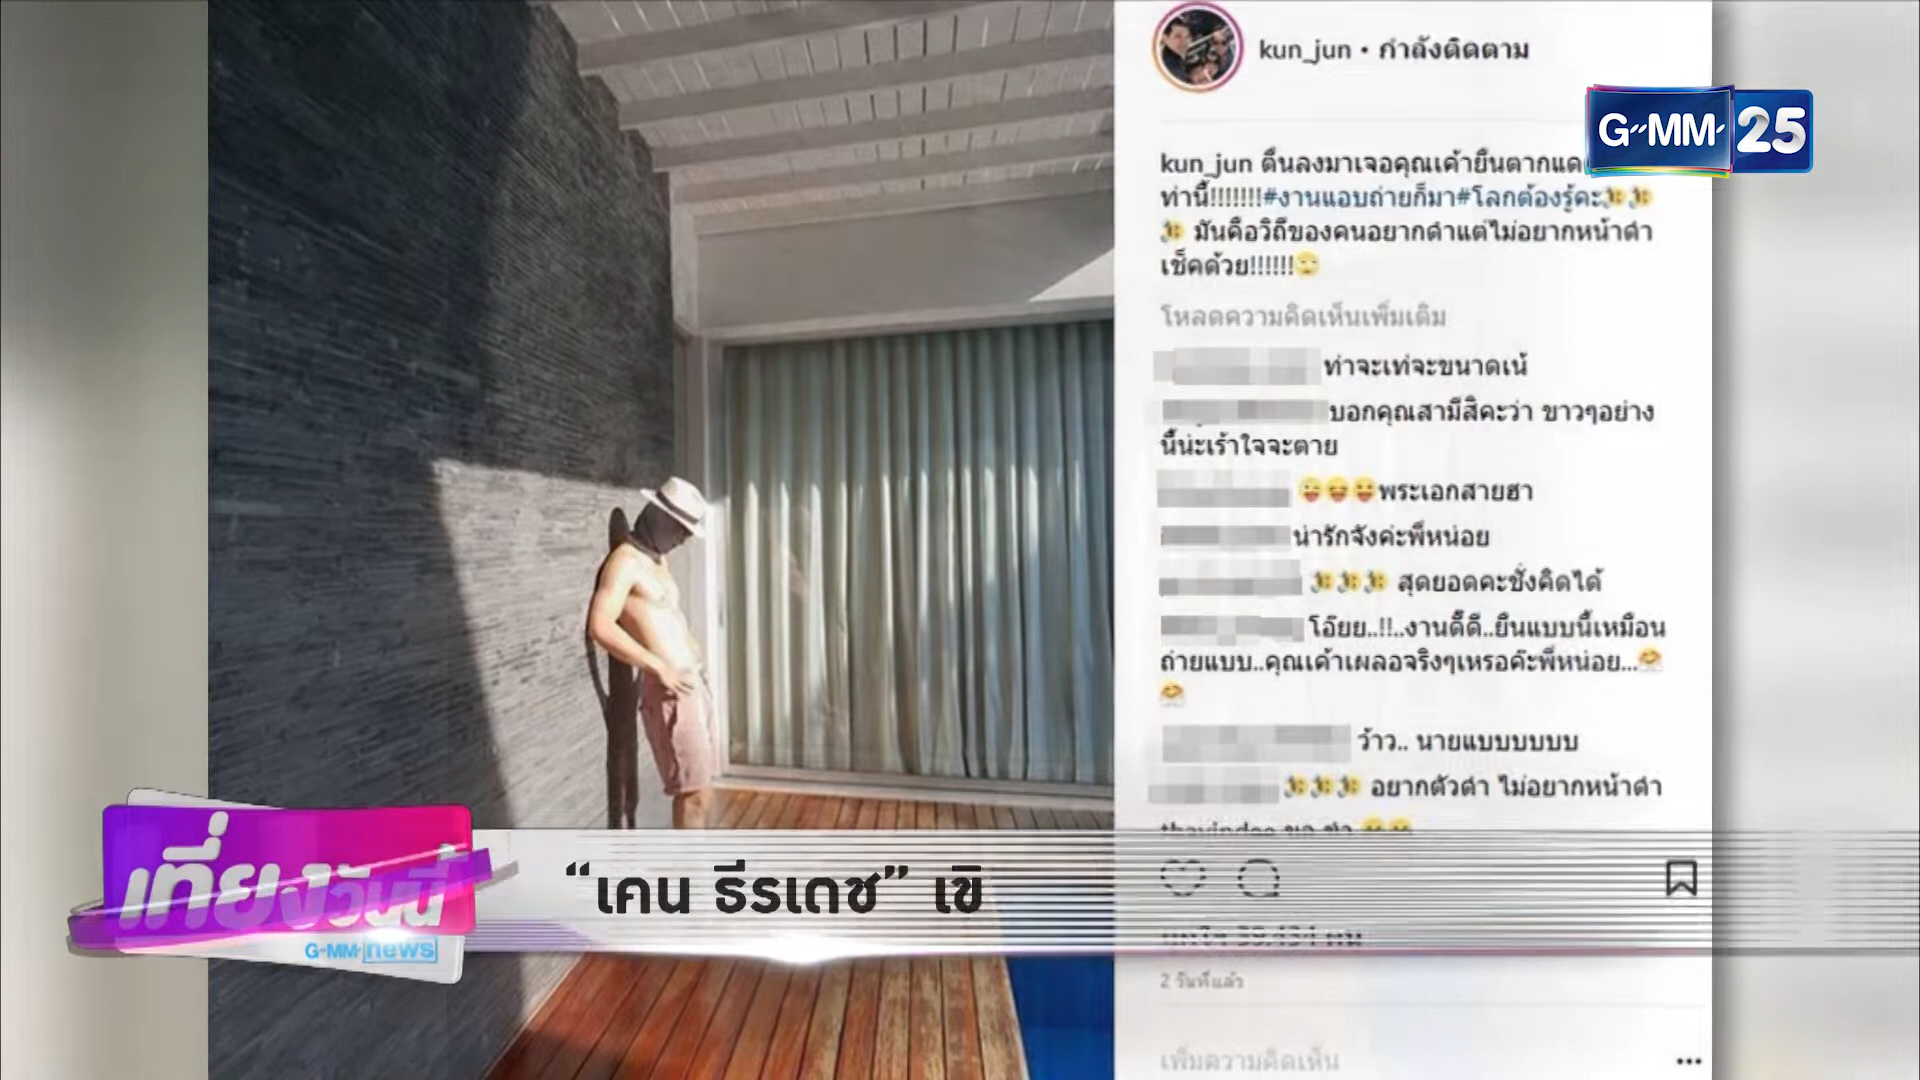 kun_jun • กำลังติดตาม
G-MM 25
kun_jun ตื่นลงมาเจอคุณเค้ายืนตากแด
ท่านี้!!!!!!!#งานแอบถ่ายก็มา#โลกต้องรู้คะ
มันคือวิถีของคนอยากดำแต่ไม่อยากหน้าดำ
เช็คด้วย!!!!!!
โหลดความคิดเห็นเพิ่มเติม
ท่าจะเท่จะขนาดเน้
บอกคุณสามีสิคะว่า ขาวๆอย่าง
นี้น่ะเร้าใจจะตาย
พระเอกสายฮา
น่ารักจังค่ะพี่หน่อย
สุดยอดคะช่างคิดได้
โอ๊ยย..!!..งานดี๊ดี..ยืนแบบนี้เหมือน
ถ่ายแบบ..คุณเค้าเผลอจริงๆเหรอค๊ะพี่หน่อย...
ว้าว.. นายแบบบบบบ
อยากตัวดำ ไม่อยากหน้าดำ
เที่ยงวันนี้
G-MM news
“เคน ธีรเดช” เขิ
2 วันที่แล้ว
เพิ่มความคิดเห็น